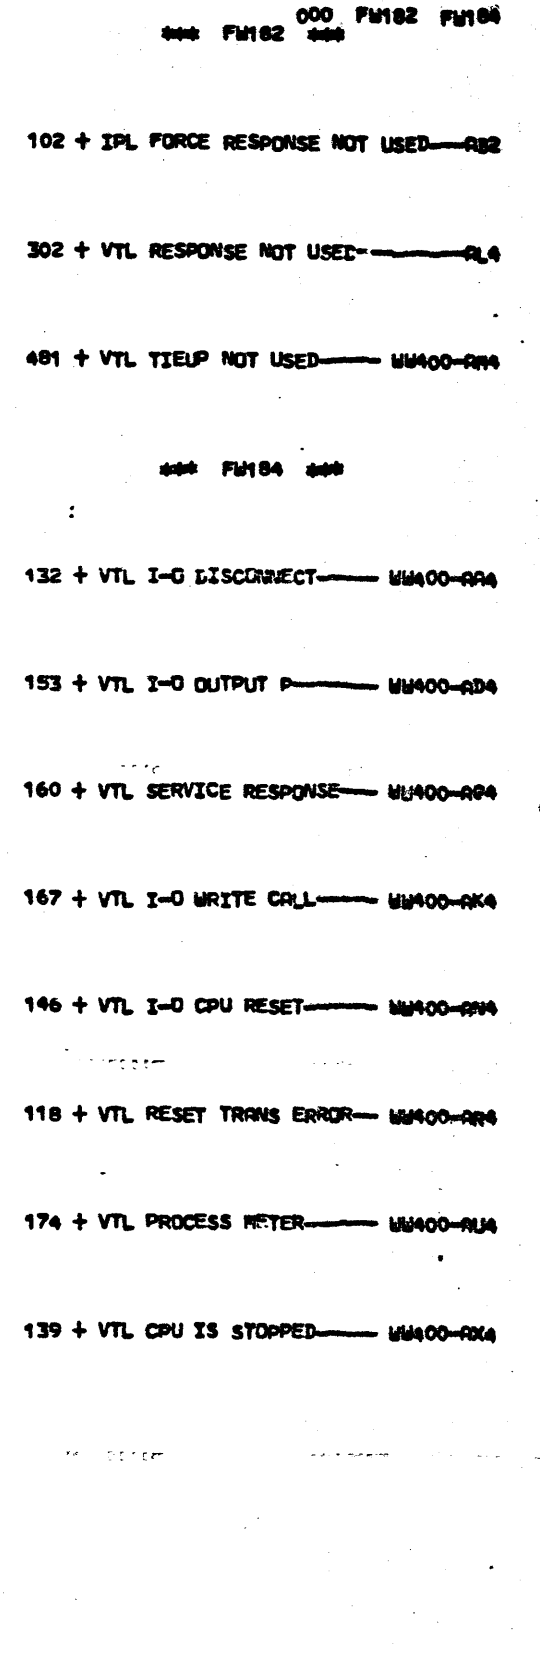 000 FW182 FW184
*** FW182 ***
102 + IPL FORCE RESPONSE NOT USED———AB2
302 + VTL RESPONSE NOT USED-————AL4
481 + VTL TIEUP NOT USED——— WW400-AM4
*** FW184 ***
:
132 + VTL I-O DISCONNECT——— WW400-AA4
153 + VTL I-O OUTPUT P———— WW400-AD4
160 + VTL SERVICE RESPONSE—— WW400-AP4
167 + VTL I-O WRITE CALL——— WW400-AK4
146 + VTL I-O CPU RESET——— WW400-AN4
118 + VTL RESET TRANS ERROR— WW400-AR4
174 + VTL PROCESS METER——— WW400-AU4
139 + VTL CPU IS STOPPED——— WW400-AX4